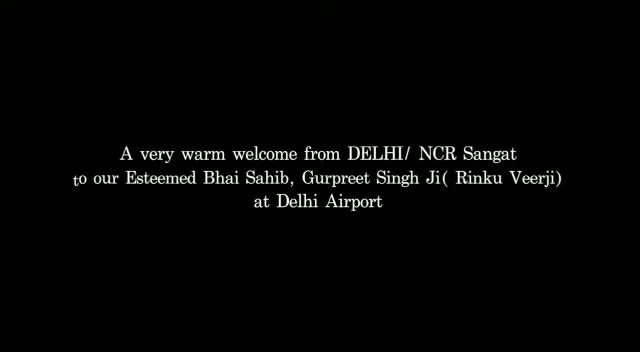 A very warm welcome from DELHI/ NCR Sangat
to our Esteemed Bhai Sahib, Gurpreet Singh Ji( Rinku Veerji)
at Delhi Airport